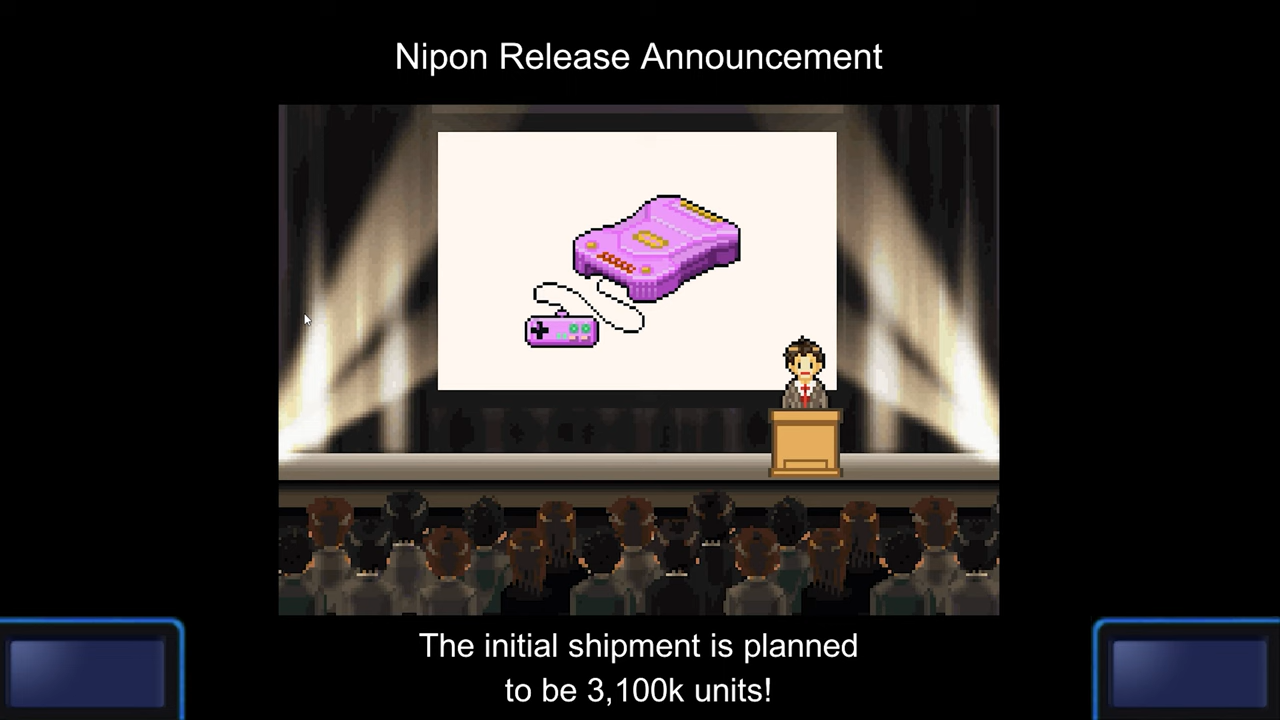 Nipon Release Announcement
The initial shipment is planned
to be 3,100k units!